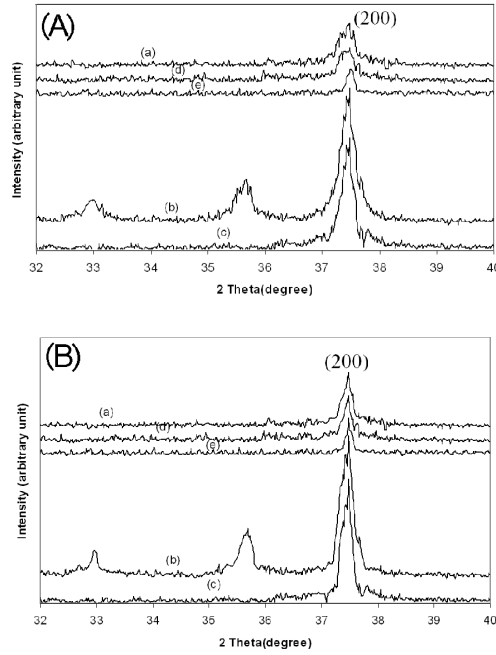 (A)
(200)
(a)
(d)
(e)
(b)
(c)
Intensity (arbitrary unit)
32 33 34 35 36 37 38 39 40
2 Theta(degree)
(B)
(200)
(a)
(d)
(e)
(b)
(c)
Intensity (arbitrary unit)
32 33 34 35 36 37 38 39 40
2 Theta(degree)